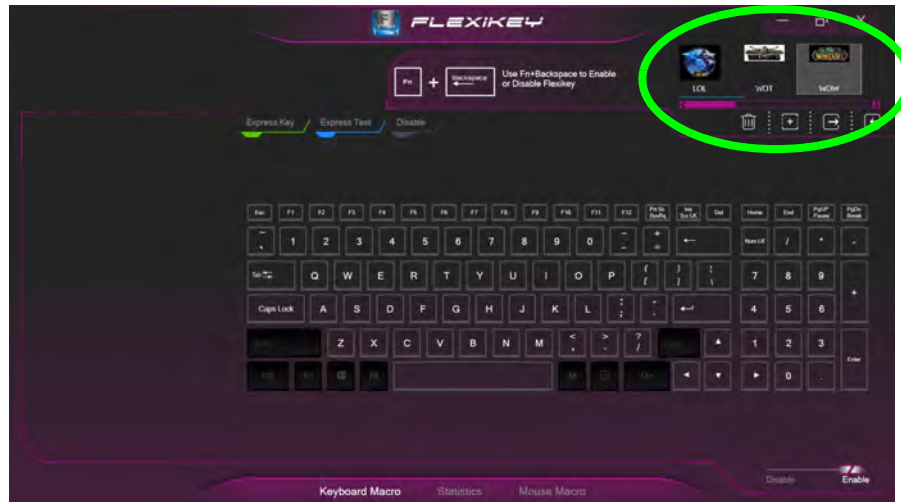 FLEXIKEY
Fn + Backspace
Use Fn+Backspace to Enable
or Disable Flexikey
LOL WOT WOW
Express Key Express Text Disable
Esc F1 F2 F3 F4 F5 F6 F7 F8 F9 F10 F11 F12 Prt Sc SysRq Ins Scr LK Del Home End PgUP Pause PgDn Break
1 2 3 4 5 6 7 8 9 0 - + = ← Num LK / * -
Tab Q W E R T Y U I O P { [ } ] | \ 7 8 9 +
Caps Lock A S D F G H J K L : ; 4 5 6
Z X C V B N M < , > . ? / 1 2 3 Enter
0 .
Disable Enable
Keyboard Macro Statistics Mouse Macro